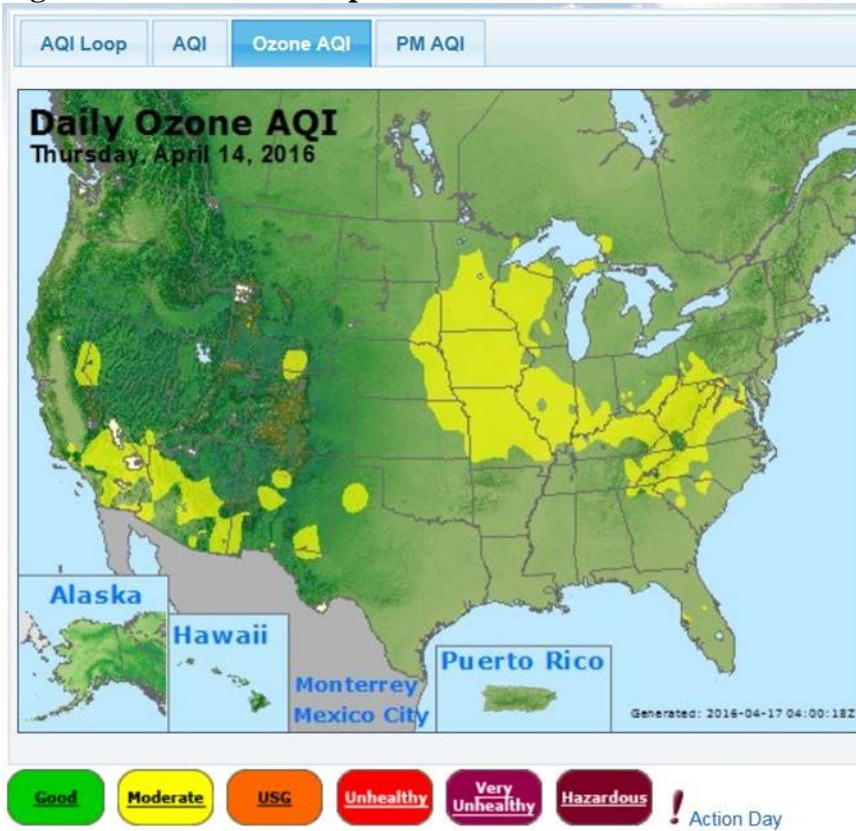 AQI Loop
AQI
Ozone AQI
PM AQI
Daily Ozone AQI
Thursday, April 14, 2016
Alaska
Hawaii
Monterrey
Mexico City
Puerto Rico
Generated: 2016-04-17 04:00:18Z
Good
Moderate
USG
Unhealthy
Very
Unhealthy
Hazardous
Action Day